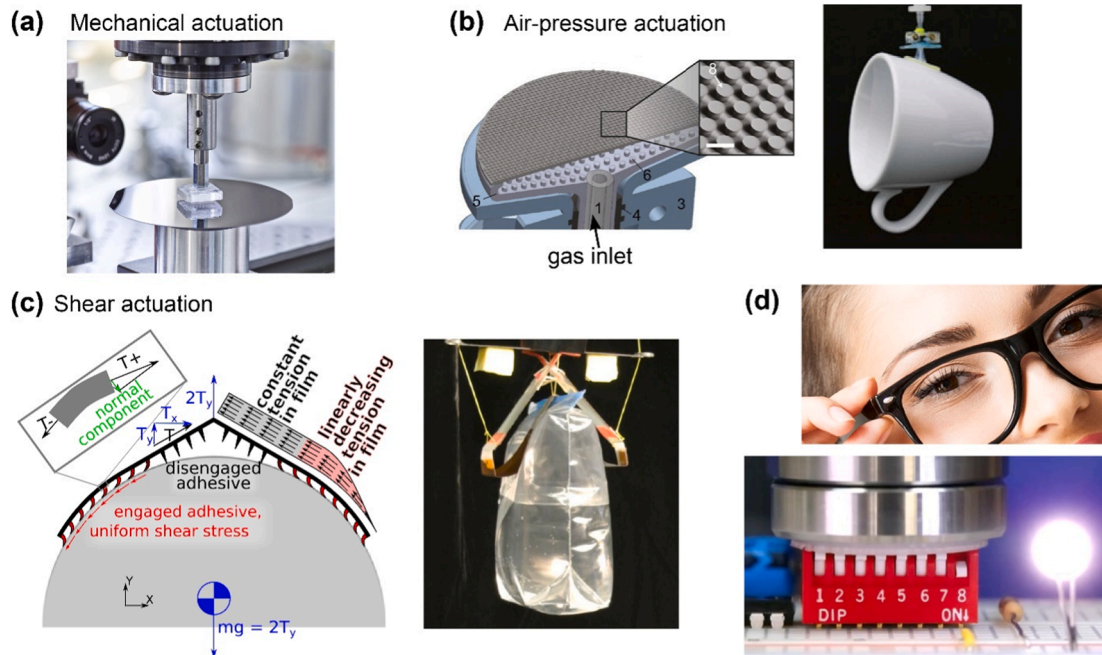 (a) Mechanical actuation
(b) Air-pressure actuation
8
5
6
1
4
3
gas inlet
(c) Shear actuation
T+
normal
component
T-
2Ty
Tx
Ty
T
constant
tension
in film
linearly
decreasing
tension
in film
disengaged
adhesive
engaged adhesive,
uniform shear stress
Y
X
mg = 2Ty
(d)
1 2 3 4 5 6 7 8
DIP ON↓